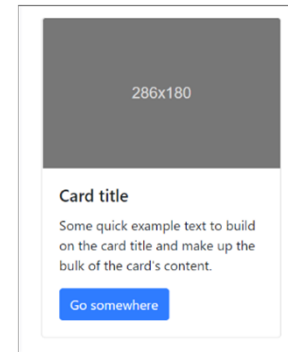 286x180
Card title
Some quick example text to build
on the card title and make up the
bulk of the card's content.
Go somewhere